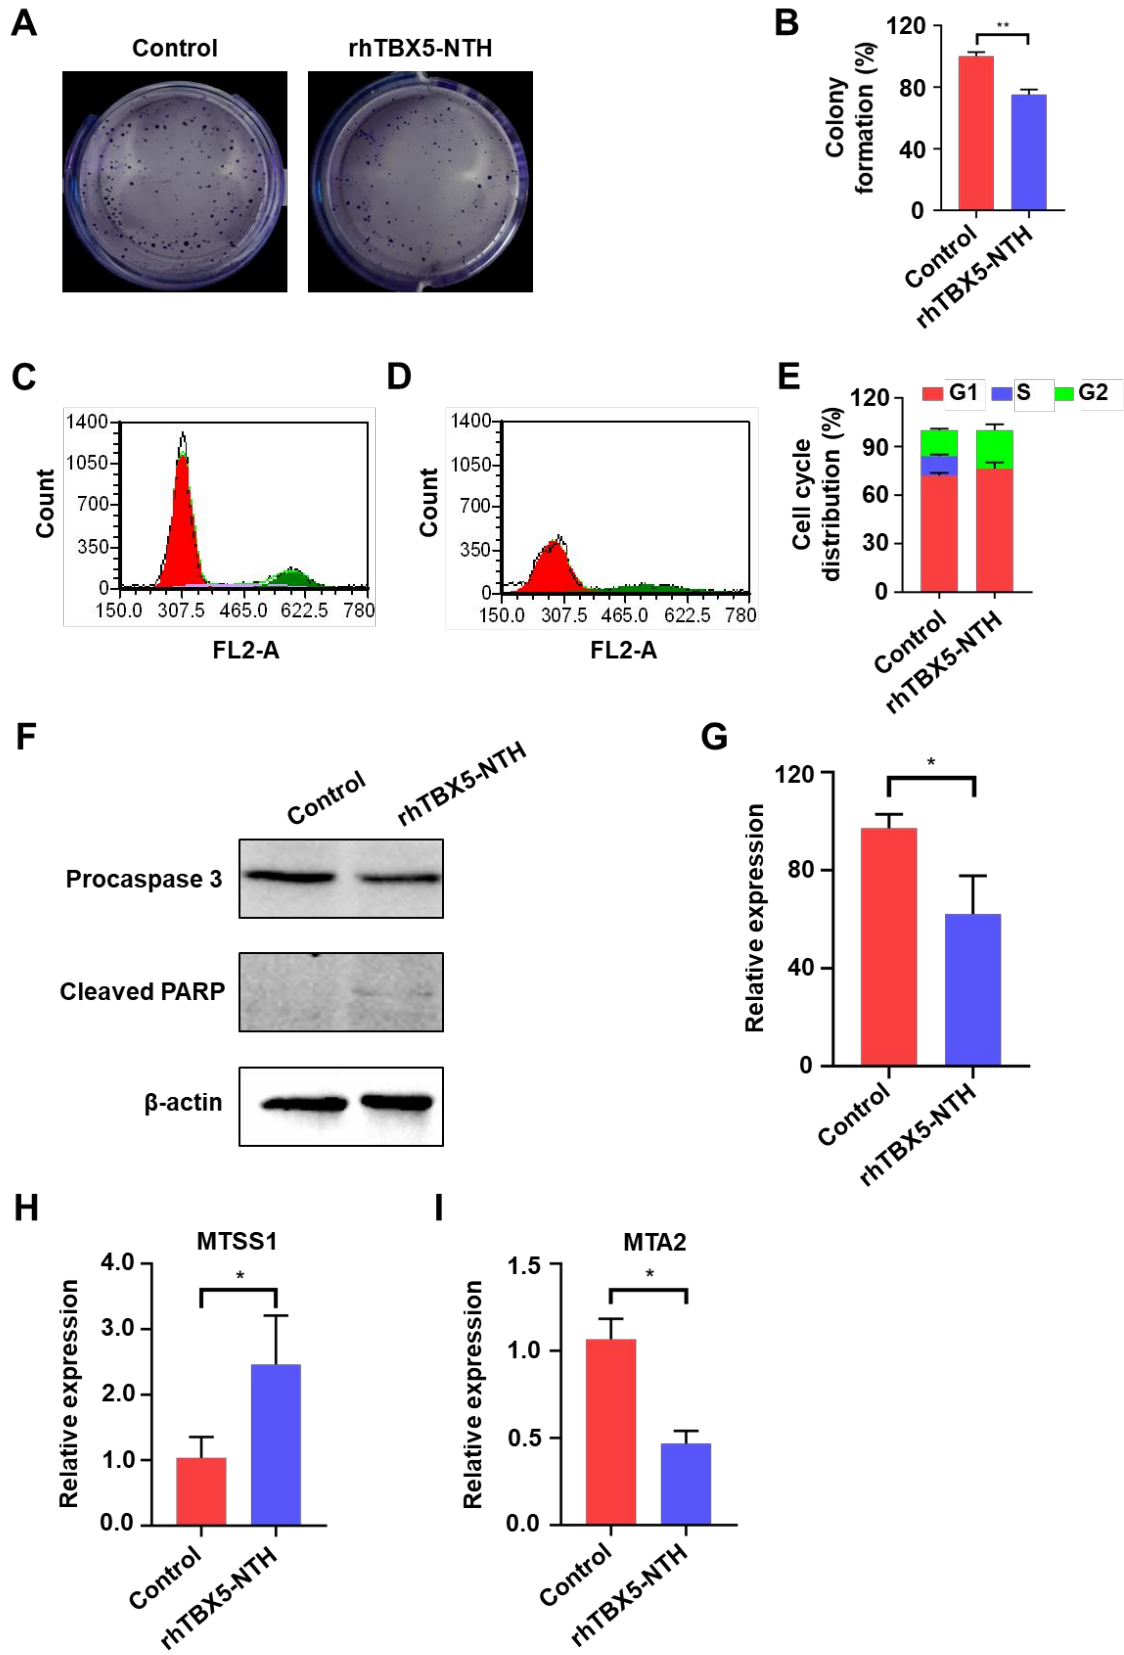 A
Control
rhTBX5-NTH
B
120
80
40
0
Colony
formation (%)
**
Control
rhTBX5-NTH
C
1400
1050
700
350
0
Count
150.0 307.5 465.0 622.5 780
FL2-A
D
1400
1050
700
350
0
Count
150.0 307.5 465.0 622.5 780
FL2-A
E
G1 S G2
120
90
60
30
0
Cell cycle
distribution (%)
Control
rhTBX5-NTH
F
Control
rhTBX5-NTH
Procaspase 3
Cleaved PARP
β-actin
G
120
80
40
0
Relative expression
*
Control
rhTBX5-NTH
H
MTSS1
4.0
3.0
2.0
1.0
0.0
Relative expression
*
Control
rhTBX5-NTH
I
MTA2
1.5
1.0
0.5
0.0
Relative expression
*
Control
rhTBX5-NTH